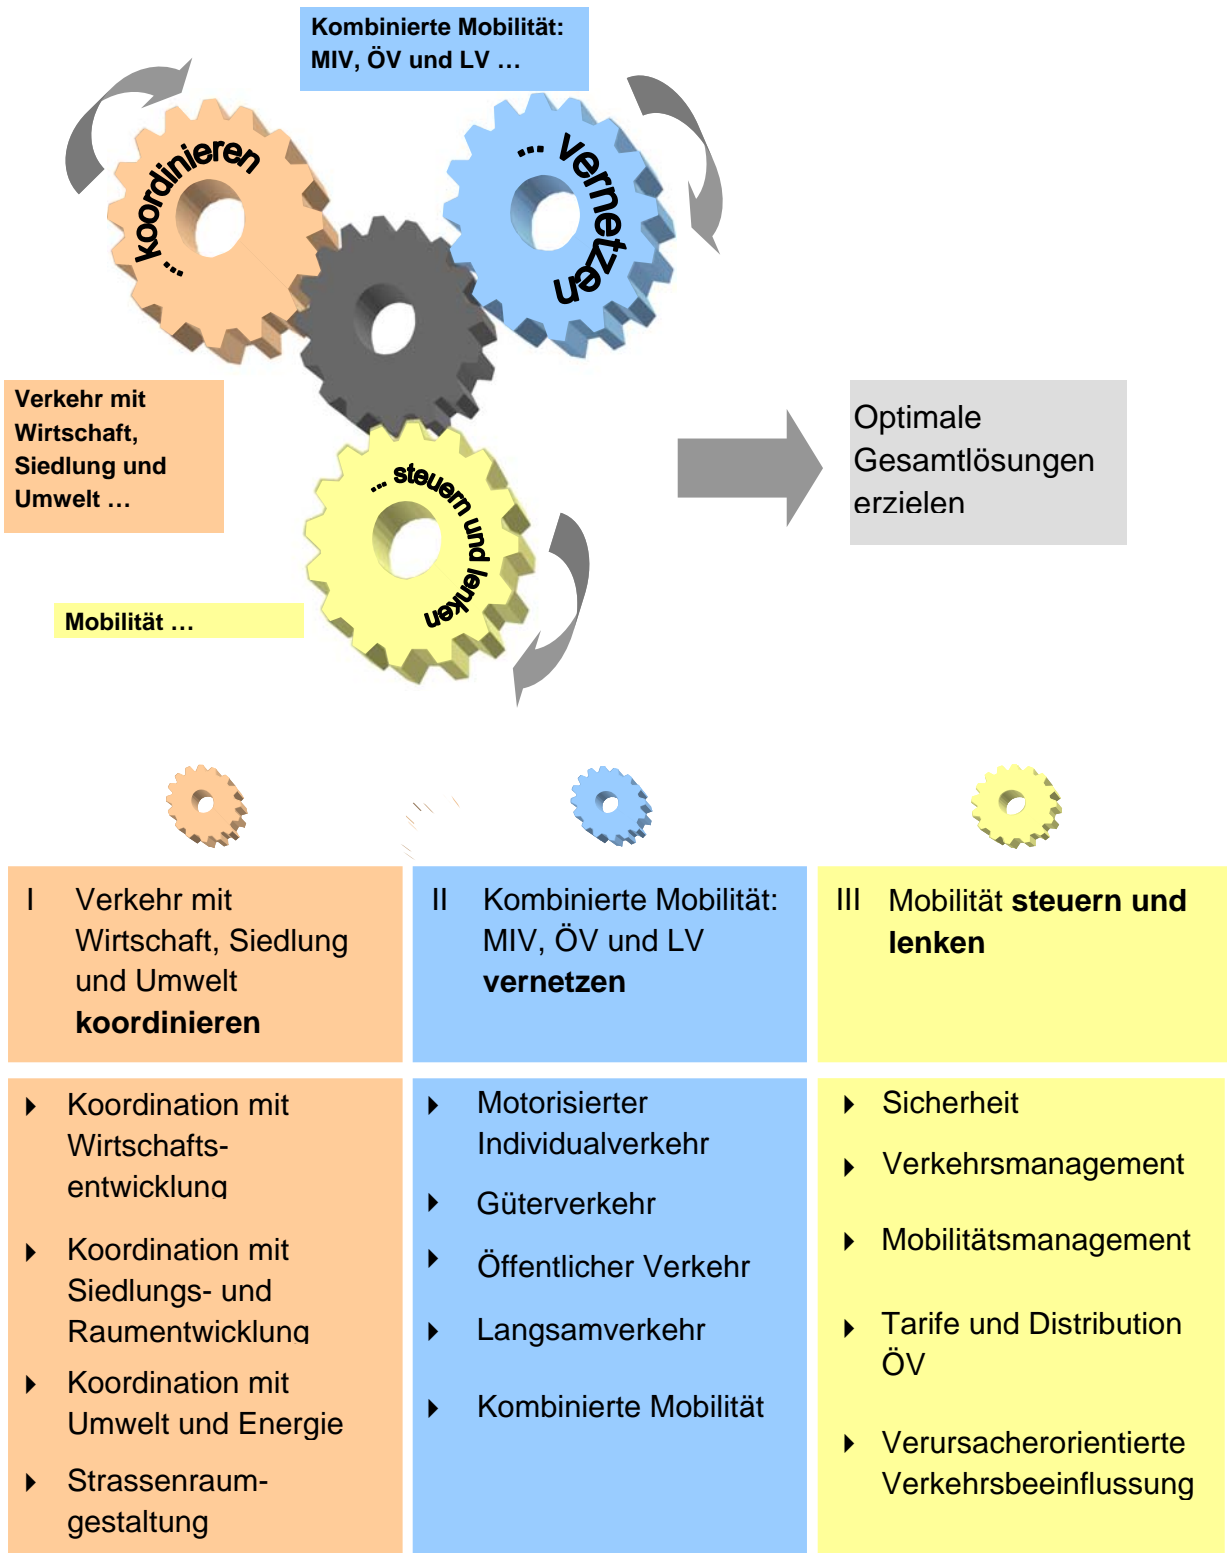 Kombinierte Mobilität:
MIV, ÖV und LV …
... koordinieren
... vernetzen
Verkehr mit
Wirtschaft,
Siedlung und
Umwelt …
Optimale
Gesamtlösungen
erzielen
... steuern und lenken
Mobilität …
I Verkehr mit
Wirtschaft, Siedlung
und Umwelt
koordinieren
Koordination mit
Wirtschafts-
entwicklung
Koordination mit
Siedlungs- und
Raumentwicklung
Koordination mit
Umwelt und Energie
Strassenraum-
gestaltung
II Kombinierte Mobilität:
MIV, ÖV und LV
vernetzen
Motorisierter
Individualverkehr
Güterverkehr
Öffentlicher Verkehr
Langsamverkehr
Kombinierte Mobilität
III Mobilität steuern und
lenken
Sicherheit
Verkehrsmanagement
Mobilitätsmanagement
Tarife und Distribution
ÖV
Verursacherorientierte
Verkehrsbeeinflussung